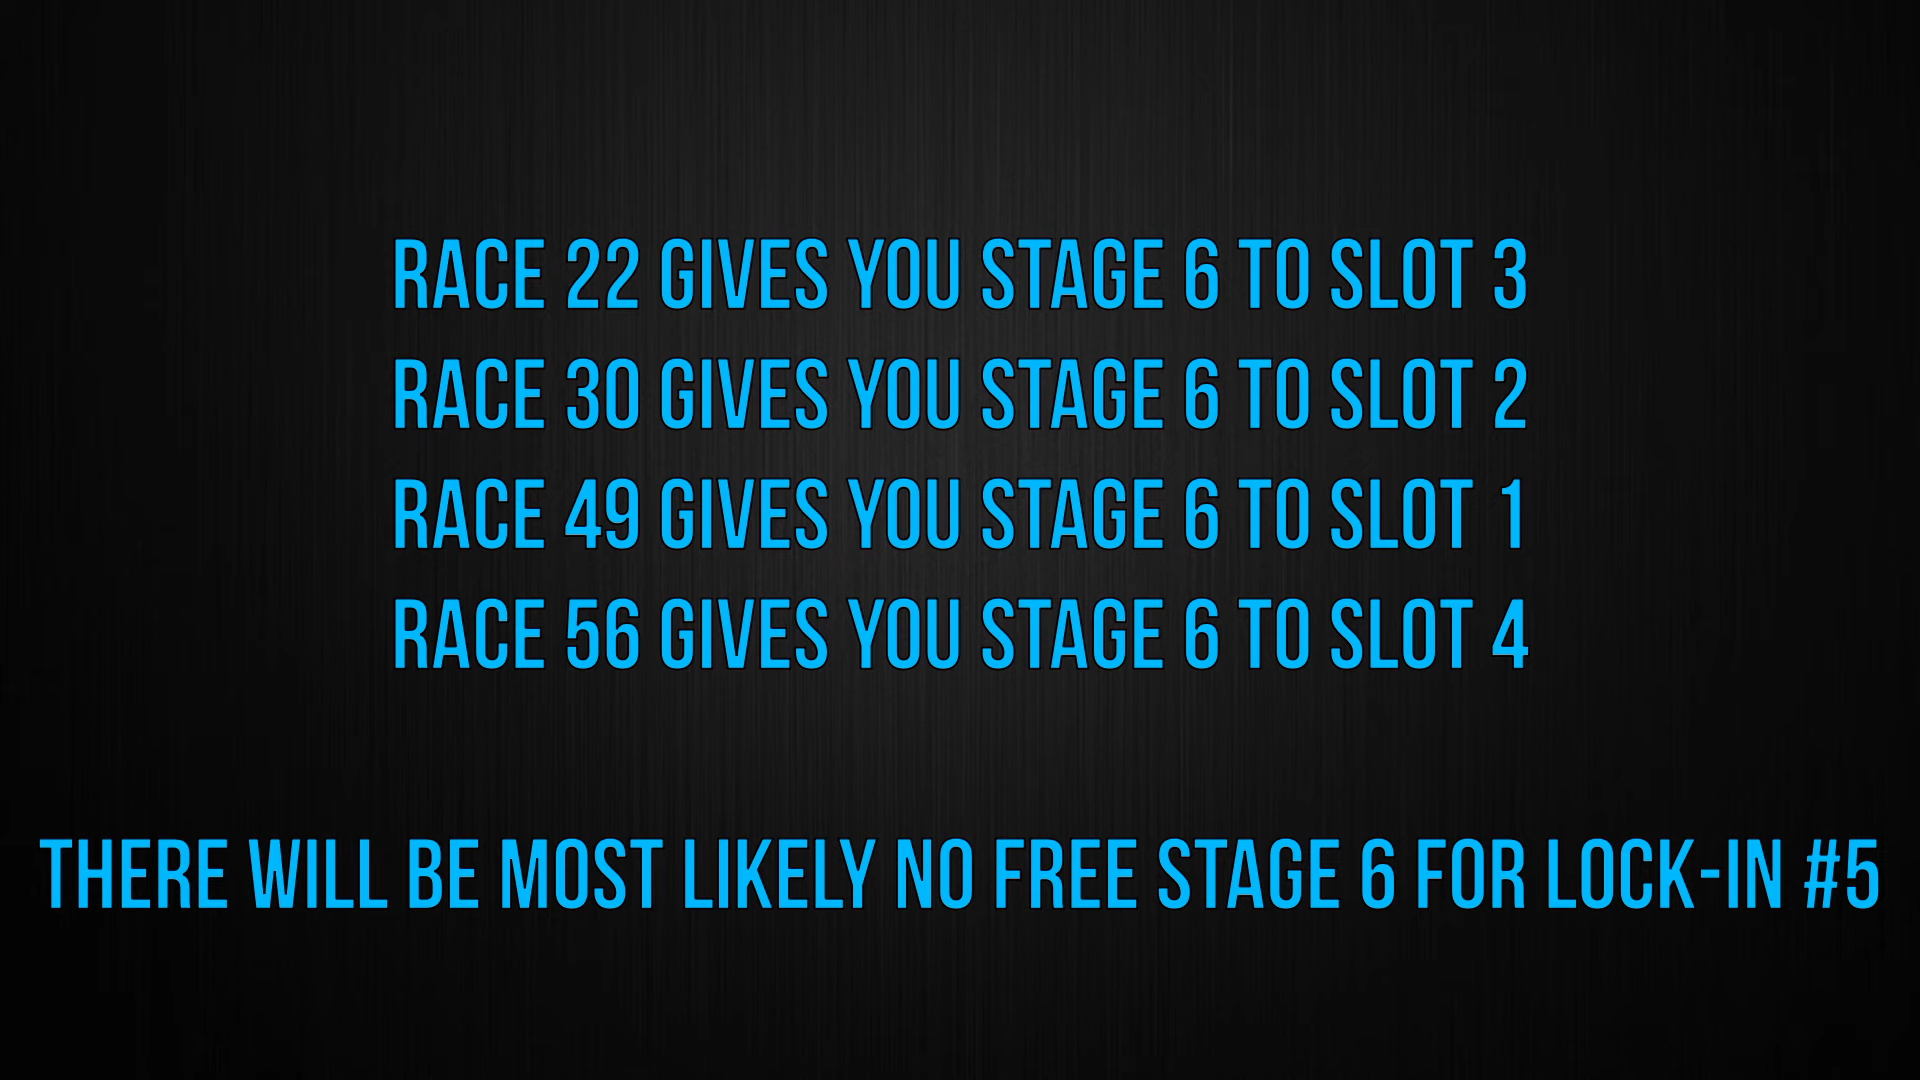 RACE 22 GIVES YOU STAGE 6 TO SLOT 3
RACE 30 GIVES YOU STAGE 6 TO SLOT 2
RACE 49 GIVES YOU STAGE 6 TO SLOT 1
RACE 56 GIVES YOU STAGE 6 TO SLOT 4
THERE WILL BE MOST LIKELY NO FREE STAGE 6 FOR LOCK-IN #5